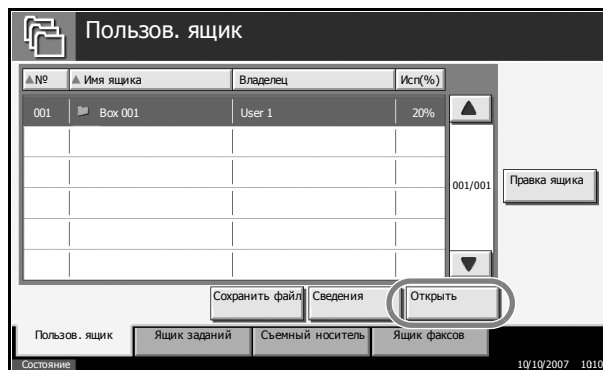 Пользов. ящик
№ Имя ящика Владелец Исп(%)
001 Box 001 User 1 20%
001/001
Правка ящика
Сохранить файл Сведения Открыть
Пользов. ящик Ящик заданий Съемный носитель Ящик факсов
Состояние 10/10/2007 1010